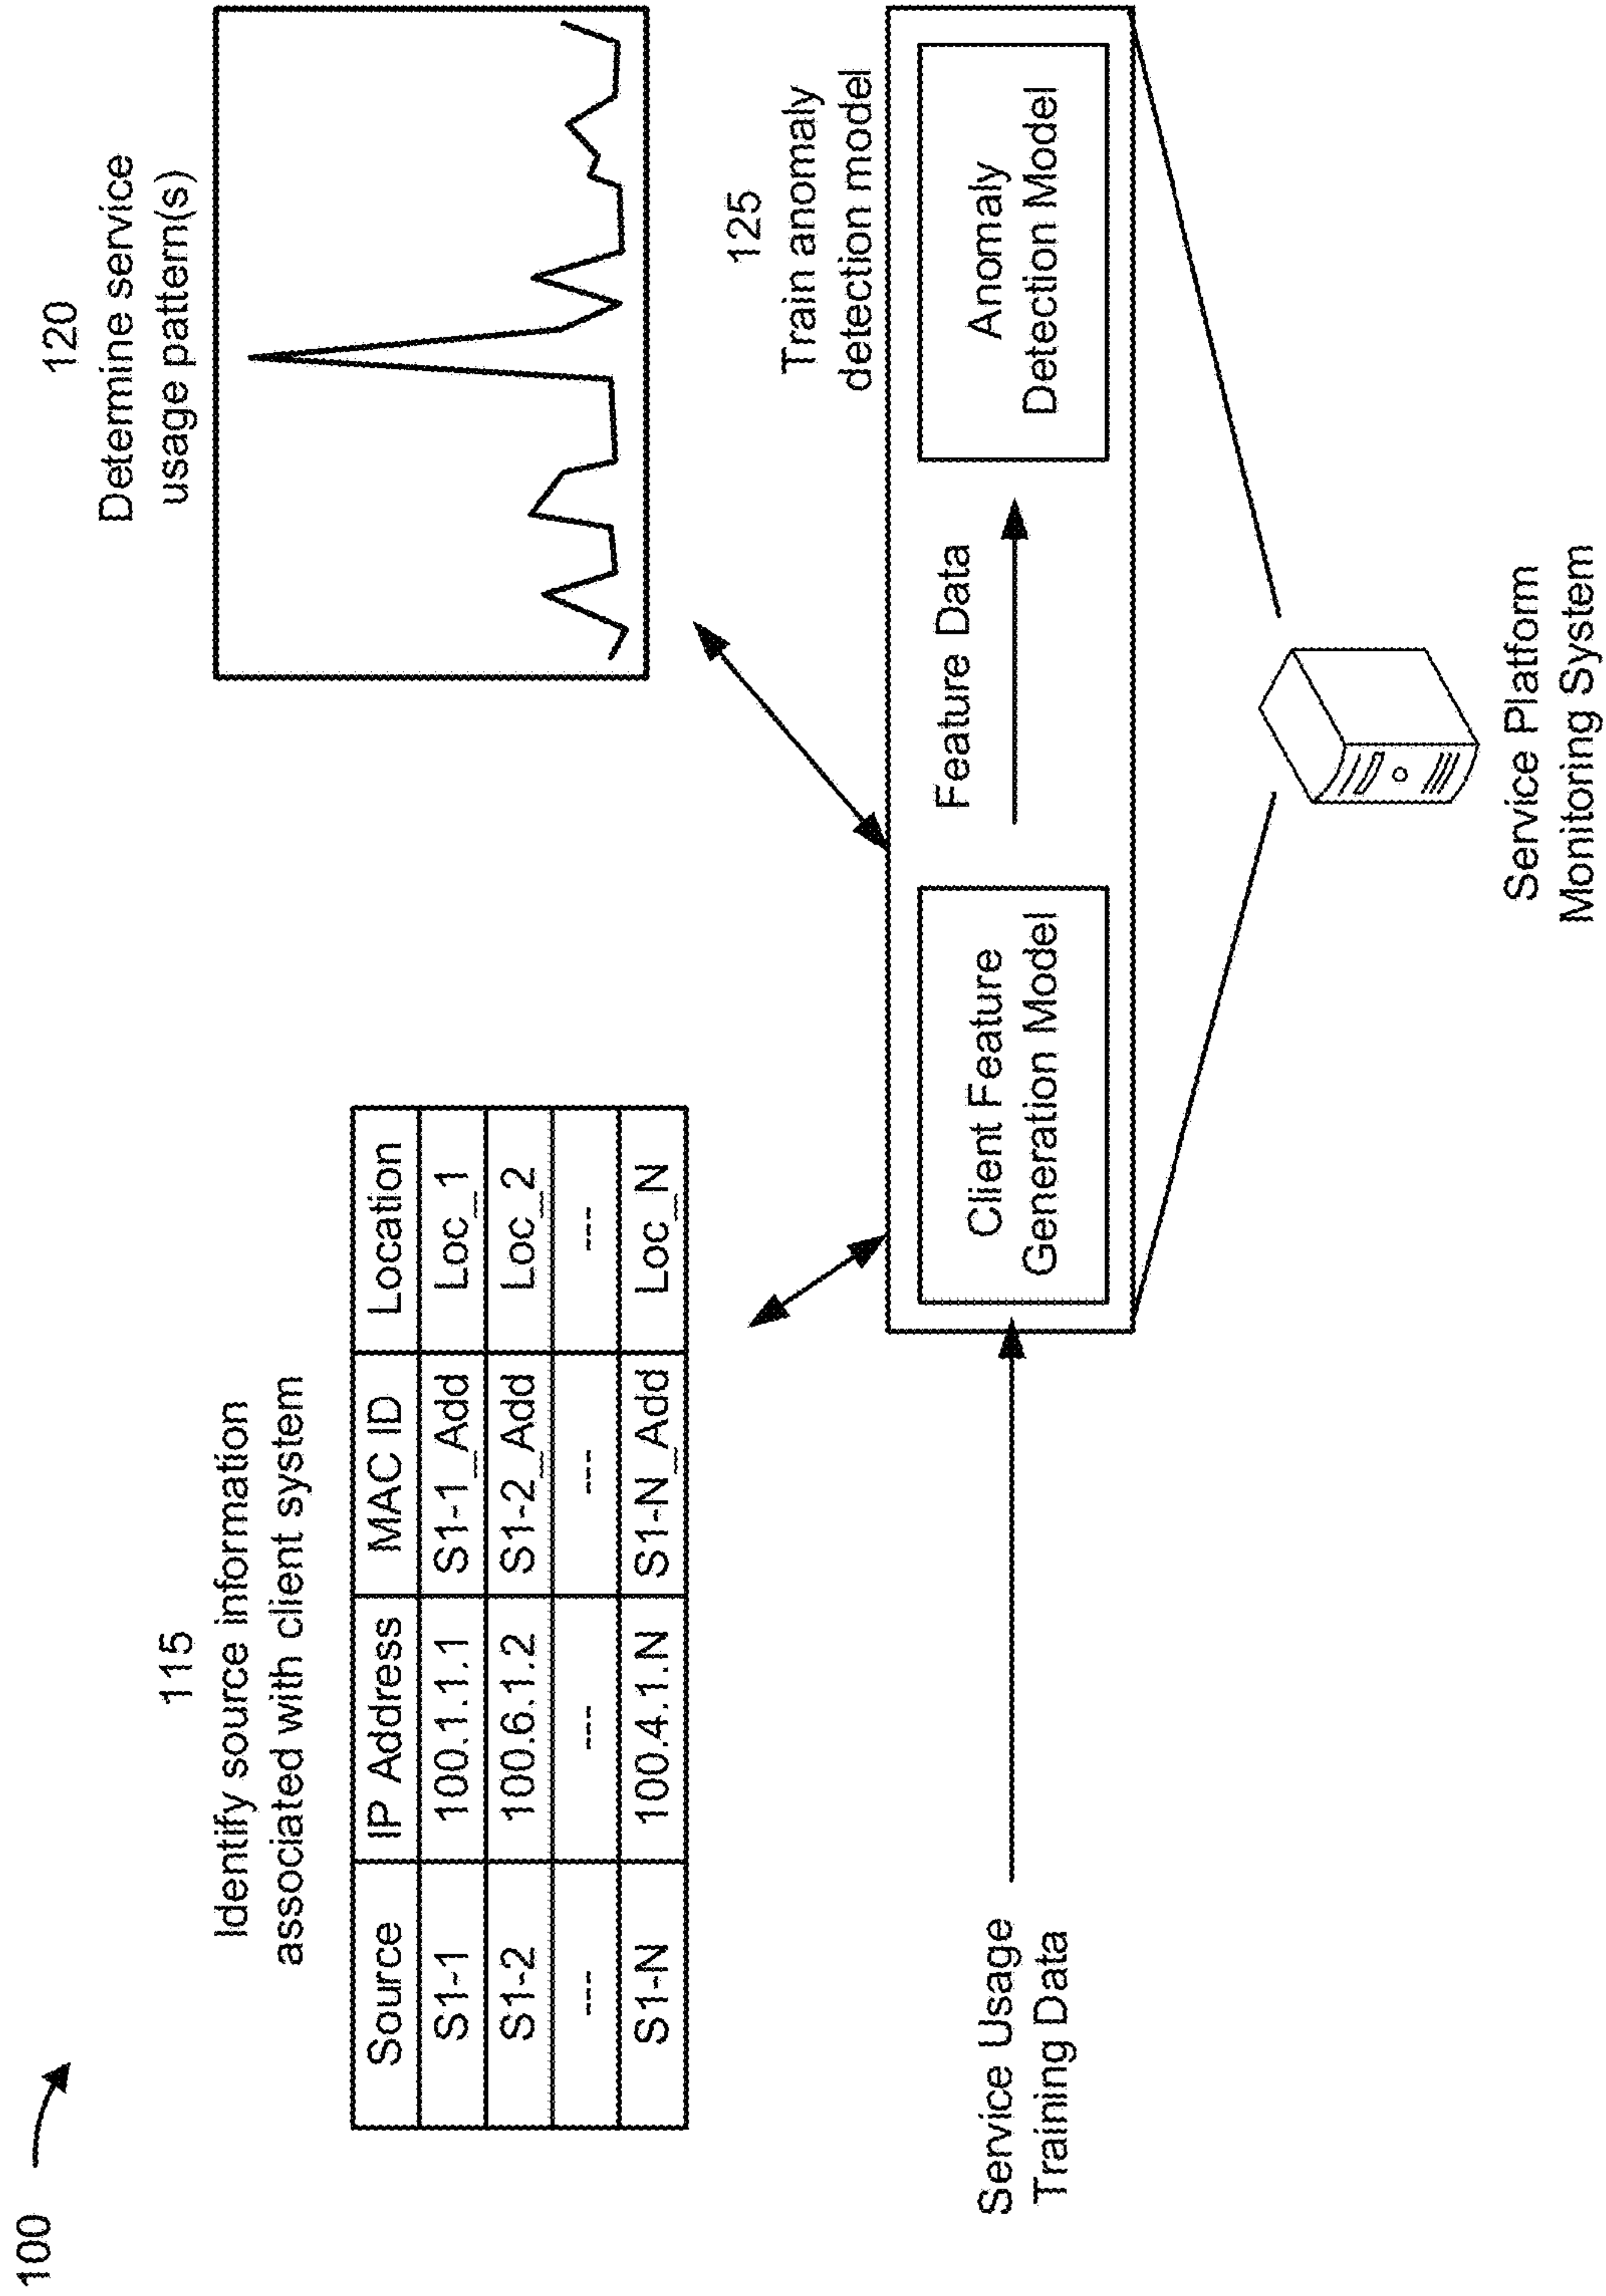 100
115
Identify source information
associated with client system
Source IP Address MAC ID Location
S1-1 100.1.1.1 S1-1_Add Loc_1
S1-2 100.6.1.2 S1-2_Add Loc_2
--- --- --- ---
S1-N 100.4.1.N S1-N_Add Loc_N
120
Determine service
usage pattern(s)
125
Train anomaly
detection model
Service Usage
Training Data
Client Feature
Generation Model
Feature Data
Anomaly
Detection Model
Service Platform
Monitoring System